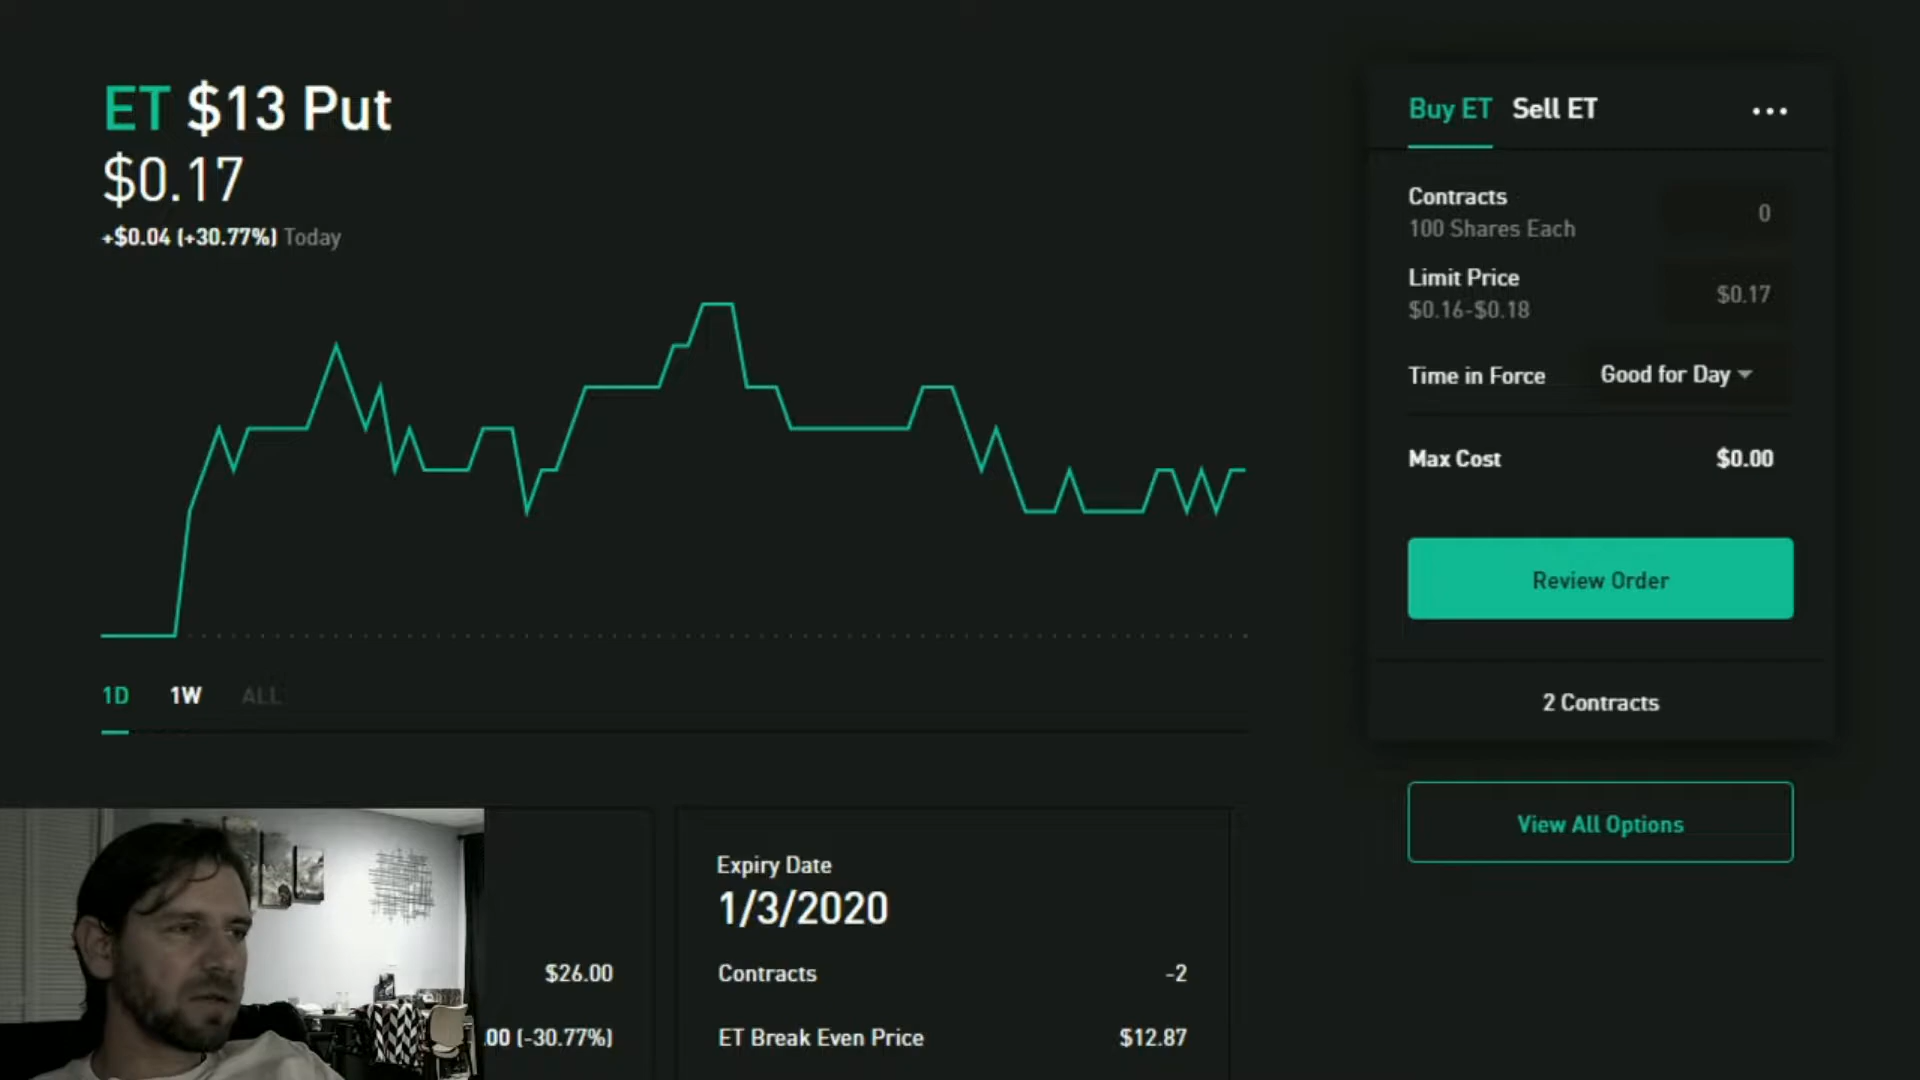 ET $13 Put
$0.17
+$0.04 (+30.77%) Today
1D 1W ALL
Buy ET Sell ET
Contracts 0
100 Shares Each
Limit Price $0.17
$0.16-$0.18
Time in Force Good for Day
Max Cost $0.00
Review Order
2 Contracts
View All Options
$26.00
.00 (-30.77%)
Expiry Date
1/3/2020
Contracts -2
ET Break Even Price $12.87